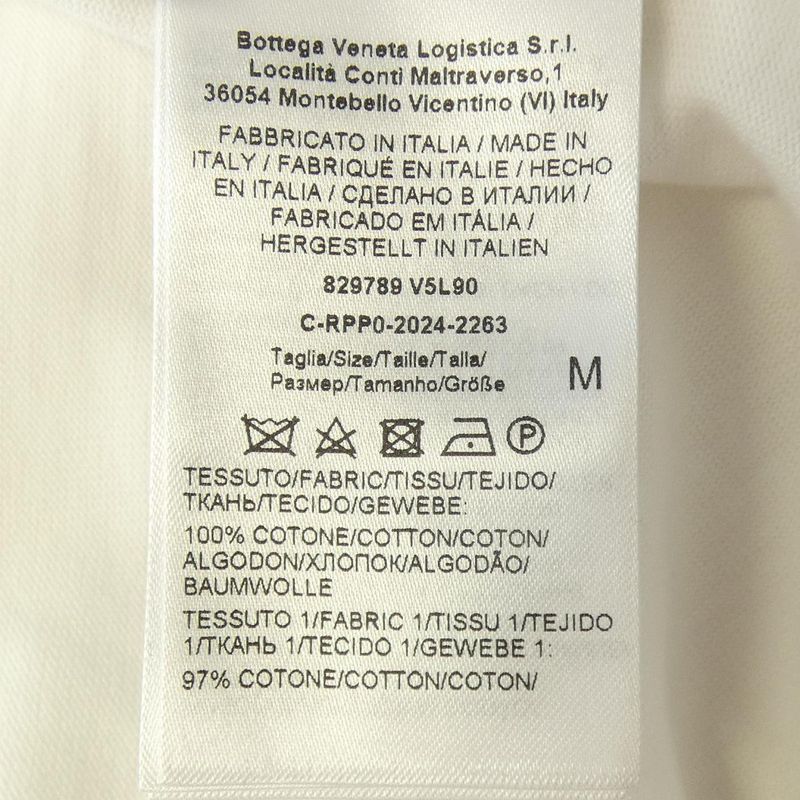 Bottega Veneta Logistica S.r.l.
Località Conti Maltraverso,1
36054 Montebello Vicentino (VI) Italy
FABBRICATO IN ITALIA / MADE IN
ITALY / FABRIQUÉ EN ITALIE / HECHO
EN ITALIA / СДЕЛАНО В ИТАЛИИ /
FABRICADO EM ITÁLIA /
HERGESTELLT IN ITALIEN
829789 V5L90
C-RPP0-2024-2263
Taglia/Size/Taille/Talla/
Размер/Tamanho/Größe M
P
TESSUTO/FABRIC/TISSU/TEJIDO/
ТКАНЬ/TECIDO/GEWEBE:
100% COTONE/COTTON/COTON/
ALGODON/ХЛОПОК/ALGODÃO/
BAUMWOLLE
TESSUTO 1/FABRIC 1/TISSU 1/TEJIDO
1/ТКАНЬ 1/TECIDO 1/GEWEBE 1:
97% COTONE/COTTON/COTON/